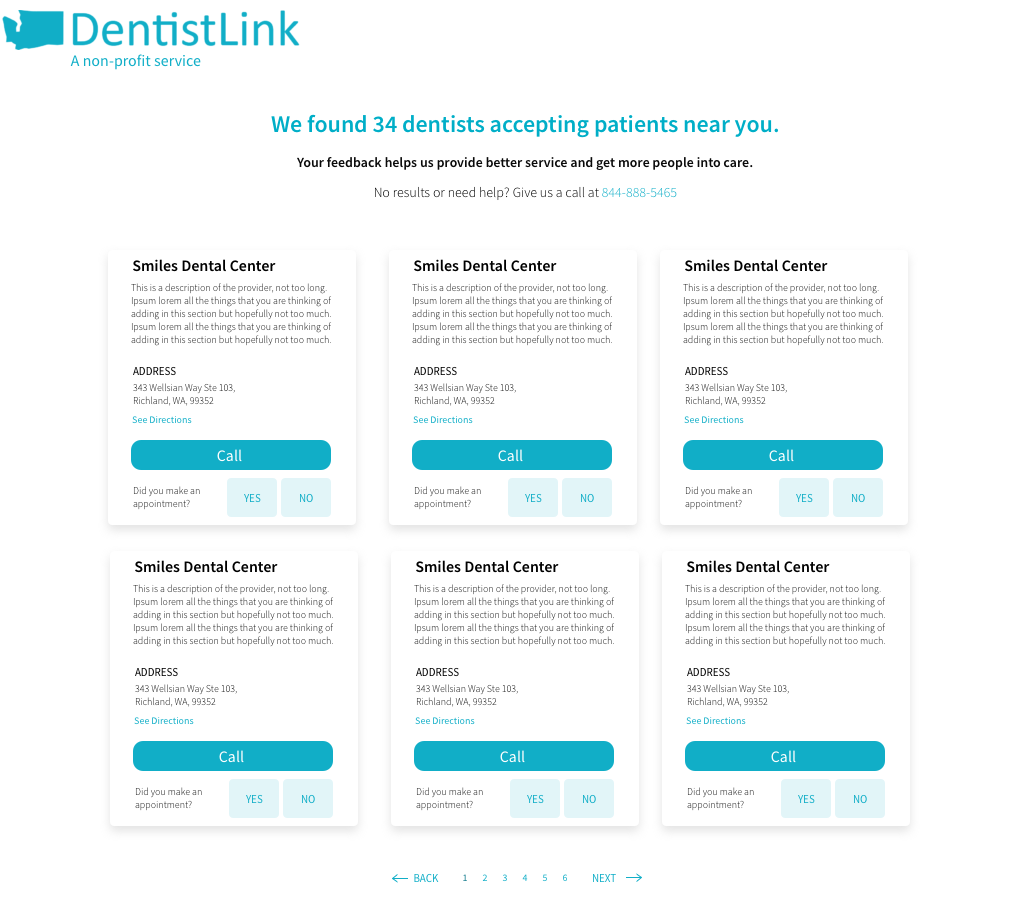 DentistLink
A non-profit service
We found 34 dentists accepting patients near you.
Your feedback helps us provide better service and get more people into care.
No results or need help? Give us a call at 844-888-5465
Smiles Dental Center
This is a description of the provider, not too long.
Ipsum lorem all the things that you are thinking of
adding in this section but hopefully not too much.
Ipsum lorem all the things that you are thinking of
adding in this section but hopefully not too much.
ADDRESS
343 Wellsian Way Ste 103,
Richland, WA, 99352
See Directions
Call
Did you make an
appointment?
YES
NO
Smiles Dental Center
This is a description of the provider, not too long.
Ipsum lorem all the things that you are thinking of
adding in this section but hopefully not too much.
Ipsum lorem all the things that you are thinking of
adding in this section but hopefully not too much.
ADDRESS
343 Wellsian Way Ste 103,
Richland, WA, 99352
See Directions
Call
Did you make an
appointment?
YES
NO
Smiles Dental Center
This is a description of the provider, not too long.
Ipsum lorem all the things that you are thinking of
adding in this section but hopefully not too much.
Ipsum lorem all the things that you are thinking of
adding in this section but hopefully not too much.
ADDRESS
343 Wellsian Way Ste 103,
Richland, WA, 99352
See Directions
Call
Did you make an
appointment?
YES
NO
Smiles Dental Center
This is a description of the provider, not too long.
Ipsum lorem all the things that you are thinking of
adding in this section but hopefully not too much.
Ipsum lorem all the things that you are thinking of
adding in this section but hopefully not too much.
ADDRESS
343 Wellsian Way Ste 103,
Richland, WA, 99352
See Directions
Call
Did you make an
appointment?
YES
NO
Smiles Dental Center
This is a description of the provider, not too long.
Ipsum lorem all the things that you are thinking of
adding in this section but hopefully not too much.
Ipsum lorem all the things that you are thinking of
adding in this section but hopefully not too much.
ADDRESS
343 Wellsian Way Ste 103,
Richland, WA, 99352
See Directions
Call
Did you make an
appointment?
YES
NO
Smiles Dental Center
This is a description of the provider, not too long.
Ipsum lorem all the things that you are thinking of
adding in this section but hopefully not too much.
Ipsum lorem all the things that you are thinking of
adding in this section but hopefully not too much.
ADDRESS
343 Wellsian Way Ste 103,
Richland, WA, 99352
See Directions
Call
Did you make an
appointment?
YES
NO
BACK 1 2 3 4 5 6 NEXT